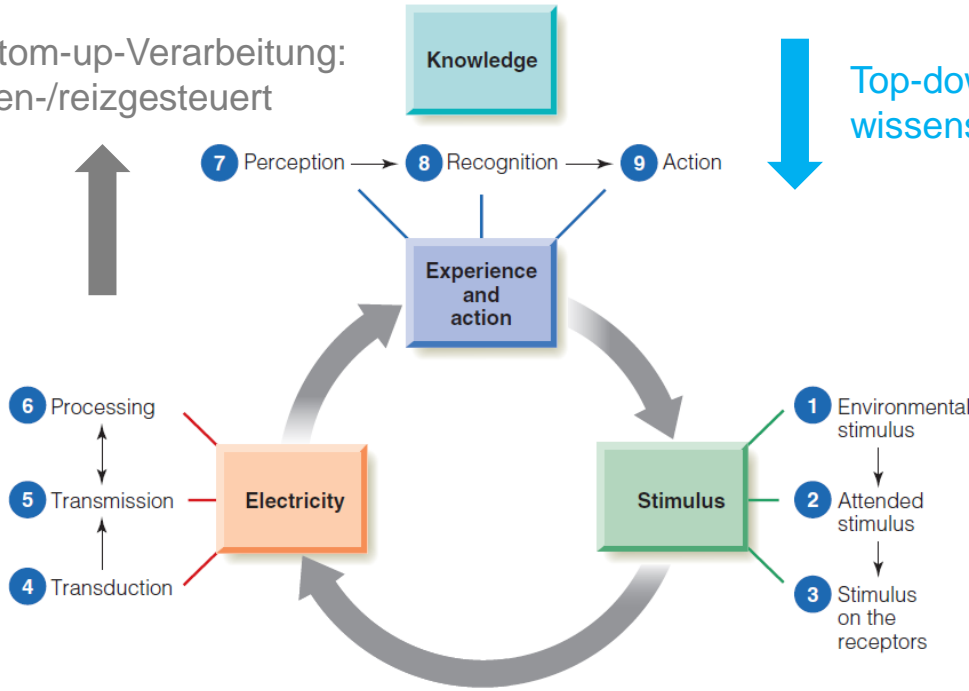 tom-up-Verarbeitung:
en-/reizgesteuert
Knowledge
Top-dow
wissens
7 Perception 8 Recognition 9 Action
Experience
and
action
6 Processing
5 Transmission
4 Transduction
Electricity
Stimulus
1 Environmental
stimulus
2 Attended
stimulus
3 Stimulus
on the
receptors